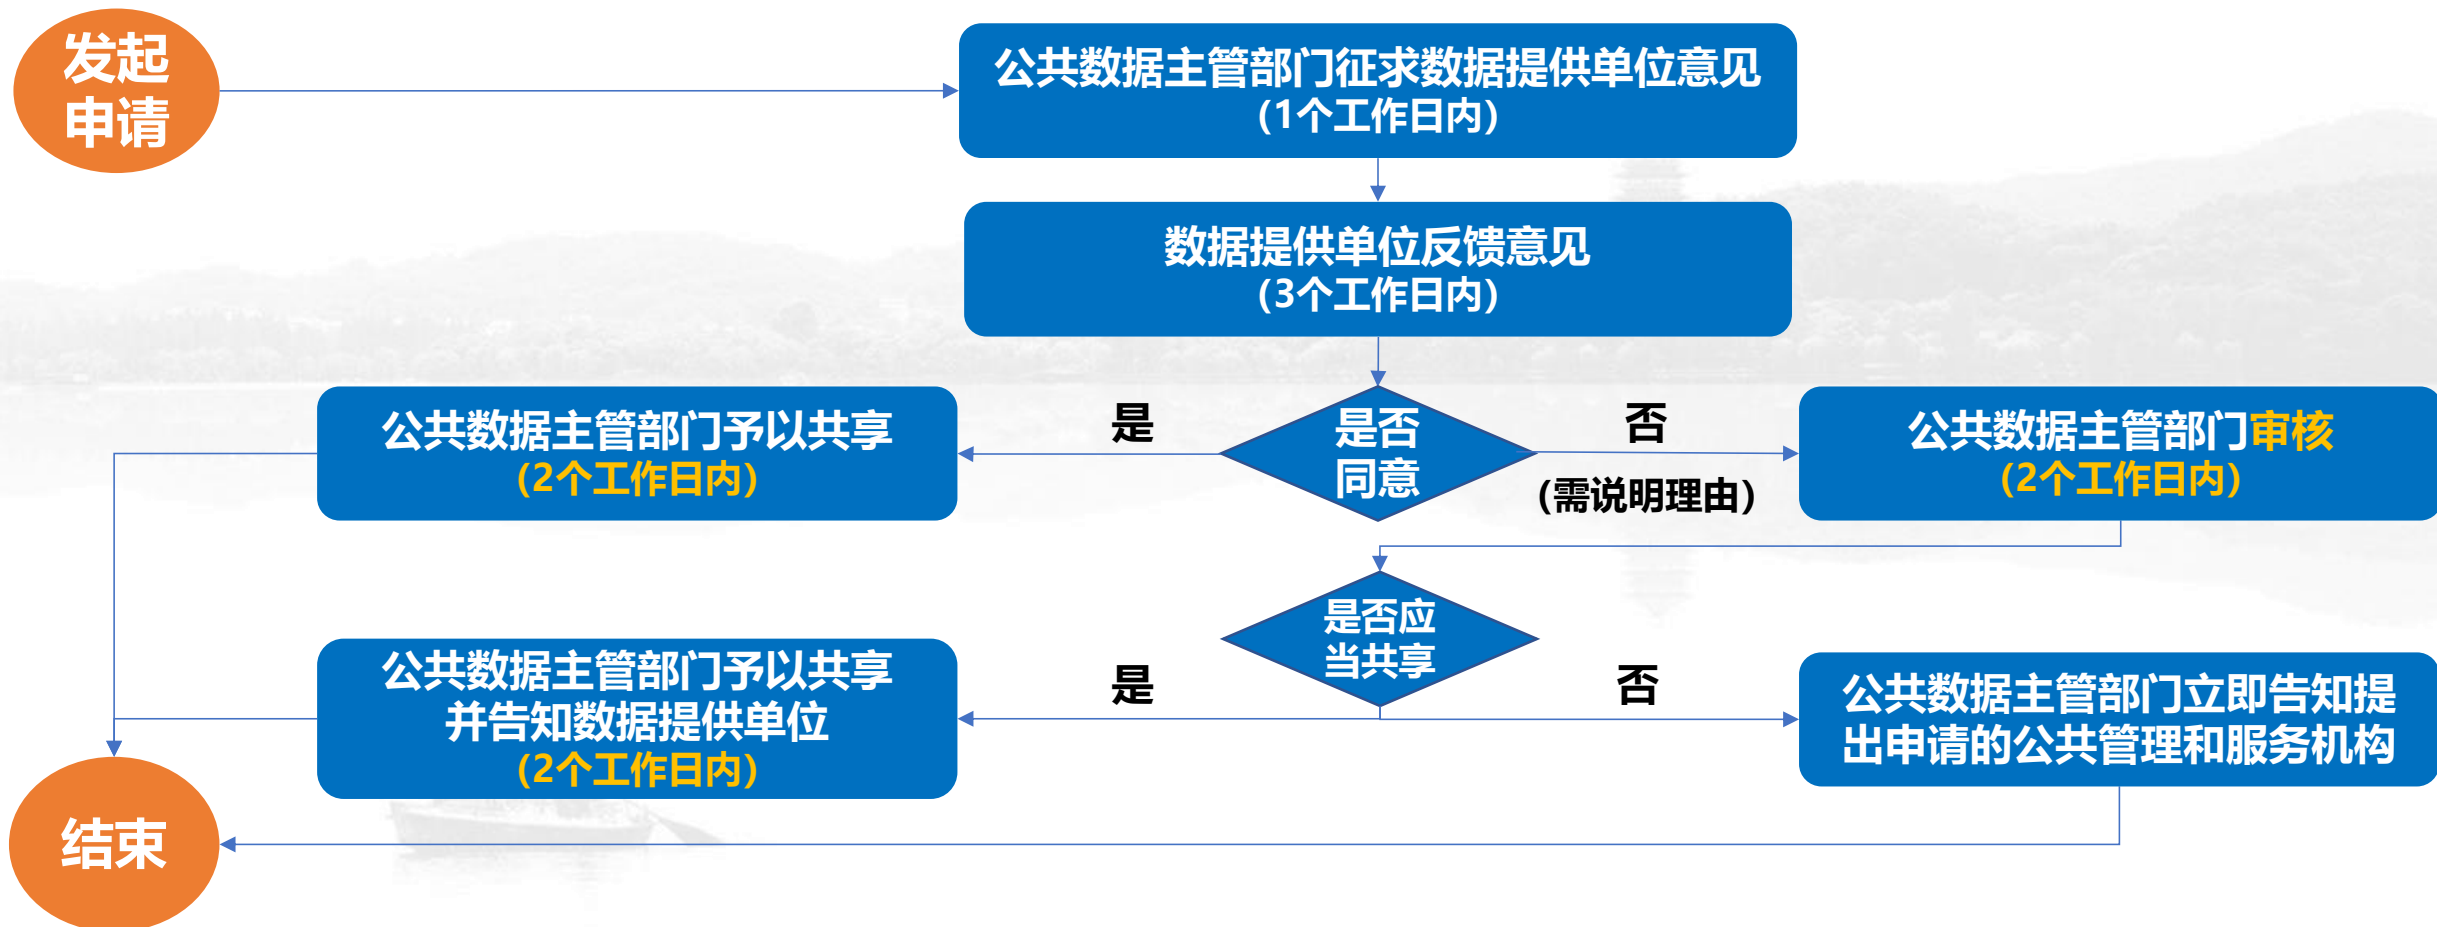 发起
申请
公共数据主管部门征求数据提供单位意见
（1个工作日内）
数据提供单位反馈意见
（3个工作日内）
公共数据主管部门予以共享
（2个工作日内）
是
是否
同意
否
（需说明理由）
公共数据主管部门审核
（2个工作日内）
是否应
当共享
公共数据主管部门予以共享
并告知数据提供单位
（2个工作日内）
是
否
公共数据主管部门立即告知提
出申请的公共管理和服务机构
结束